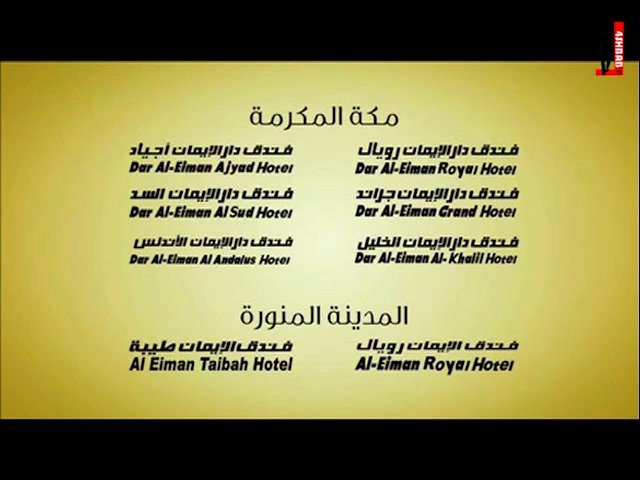 4SHBAB
مكة المكرمة
فندق دار الإيمان رويال
Dar Al-Eiman Royal Hotel
فندق دار الإيمان أجياد
Dar Al-Eiman Ajyad Hotel
فندق دار الإيمان جراند
Dar Al-Eiman Grand Hotel
فندق دار الإيمان السد
Dar Al-Eiman Al Sud Hotel
فندق دار الإيمان الخليل
Dar Al-Eiman Al-Khalil Hotel
فندق دار الإيمان الأندلس
Dar Al-Eiman Al Andalus Hotel
المدينة المنورة
فندق الإيمان رويال
Al-Eiman Royal Hotel
فندق الإيمان طيبة
Al Eiman Taibah Hotel